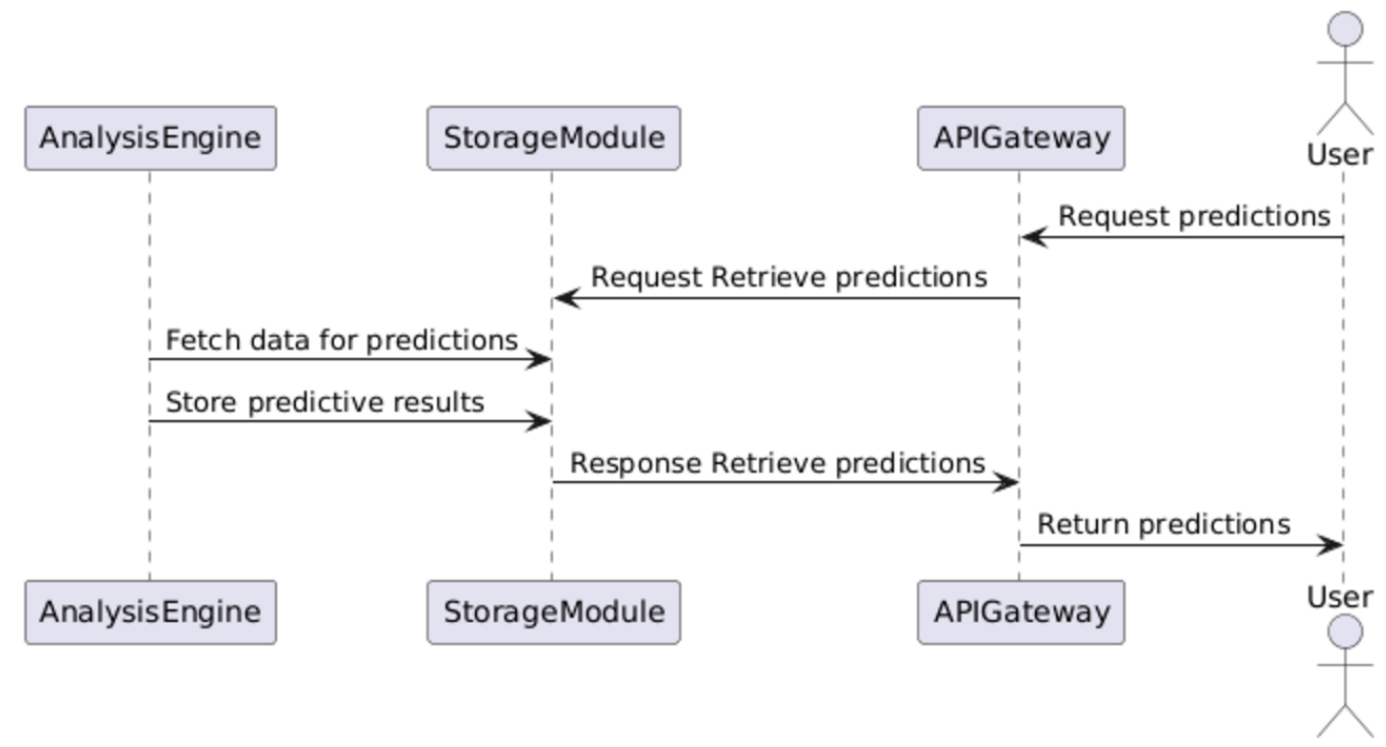 AnalysisEngine
StorageModule
APIGateway
User
Request predictions
Request Retrieve predictions
Fetch data for predictions
Store predictive results
Response Retrieve predictions
Return predictions
AnalysisEngine
StorageModule
APIGateway
User